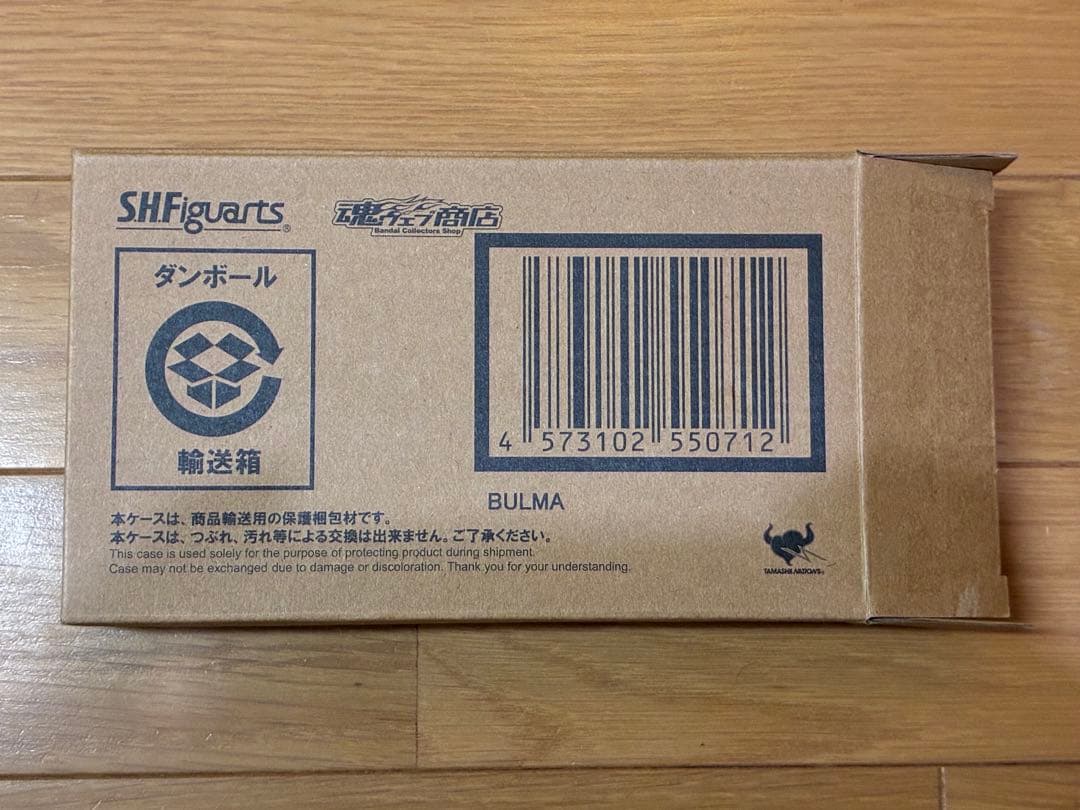 S.H.Figuarts®
魂ウェブ商店
Bandai Collectors Shop
ダンボール
輸送箱
4 573102 550712
BULMA
本ケースは、商品輸送用の保護梱包材です。
本ケースは、つぶれ、汚れ等による交換は出来ません。ご了承ください。
This case is used solely for the purpose of protecting product during shipment.
Case may not be exchanged due to damage or discoloration. Thank you for your understanding.
TAMASHII NATIONS®